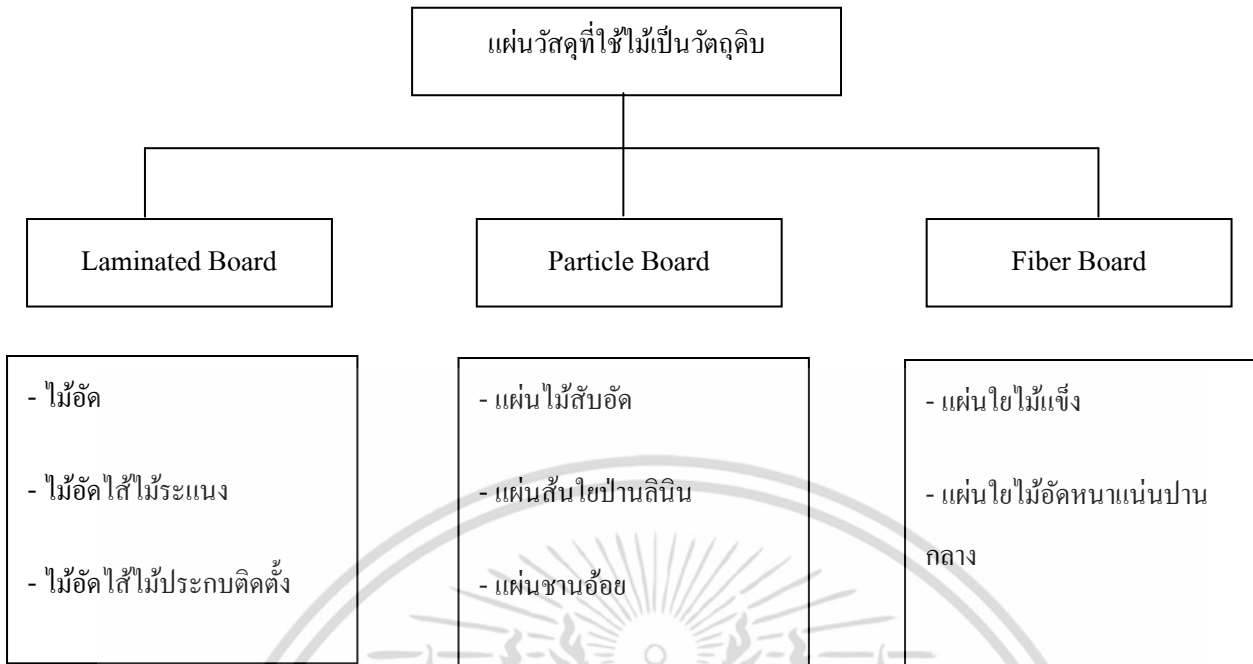 แผ่นวัสดุที่ใช้ไม้เป็นวัตถุดิบ
Laminated Board
Particle Board
Fiber Board
- ไม้อัด
- ไม้อัดไส้ไม้ระแนง
- ไม้อัดไส้ไม้ประกบติดตั้ง
- แผ่นไม้สับอัด
- แผ่นส้นใยป่านลินิน
- แผ่นชานอ้อย
- แผ่นใยไม้แข็ง
- แผ่นใยไม้อัดหนาแน่นปาน
กลาง